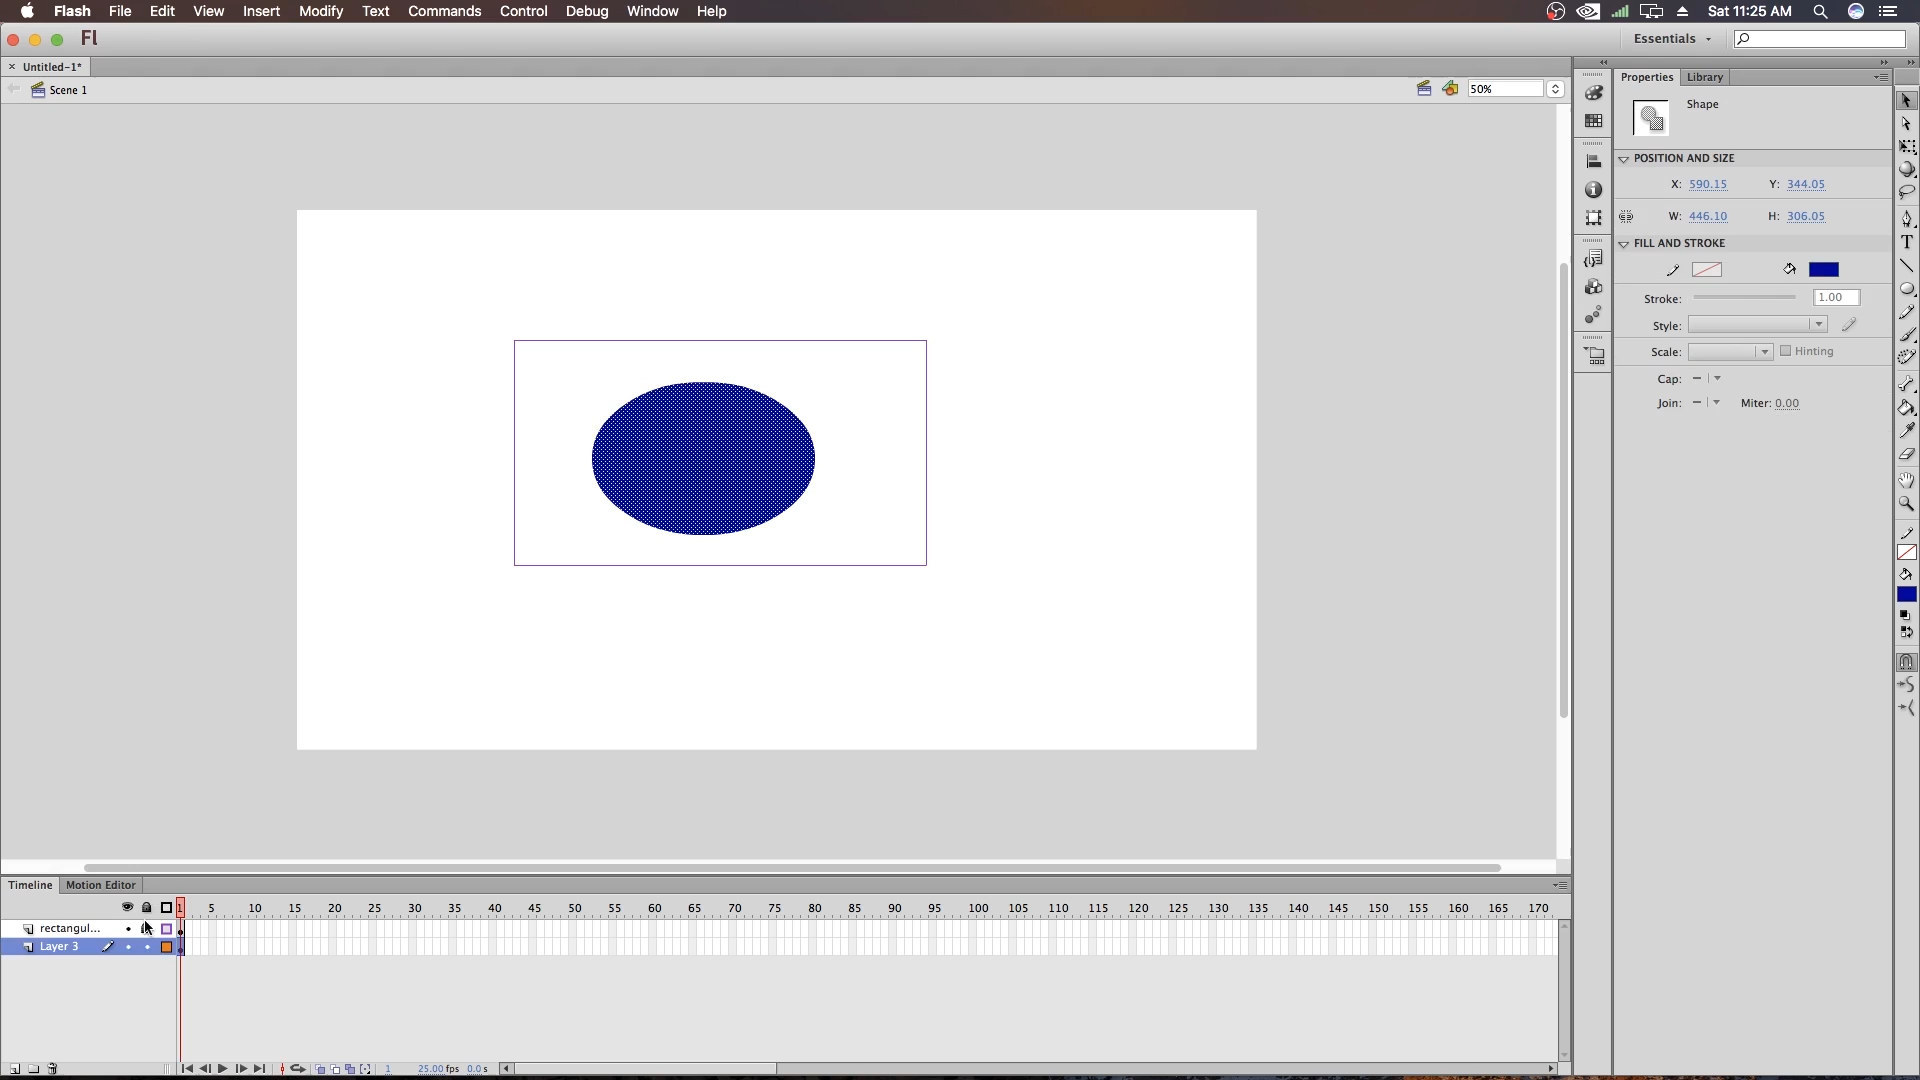 Flash File Edit View Insert Modify Text Commands Control Debug Window Help Sat 11:25 AM
Fl Essentials
Untitled-1*
Scene 1 50%
Properties Library
Shape
POSITION AND SIZE
X: 590.15 Y: 344.05
W: 446.10 H: 306.05
FILL AND STROKE
Stroke: 1.00
Style:
Scale: Hinting
Cap:
Join: Miter: 0.00
Timeline Motion Editor
1 5 10 15 20 25 30 35 40 45 50 55 60 65 70 75 80 85 90 95 100 105 110 115 120 125 130 135 140 145 150 155 160 165 170
rectangul...
Layer 3
1 25.00 fps 0.0 s